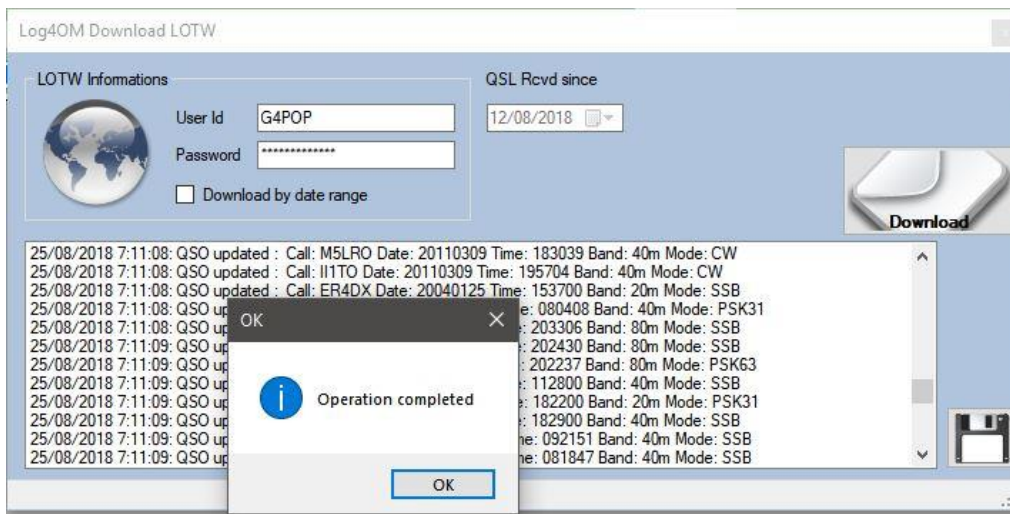 Log4OM Download LOTW
LOTW Informations
QSL Rcvd since
User Id G4POP
12/08/2018
Password *************
Download by date range
Download
25/08/2018 7:11:08: QSO updated : Call: M5LRO Date: 20110309 Time: 183039 Band: 40m Mode: CW
25/08/2018 7:11:08: QSO updated : Call: II1TO Date: 20110309 Time: 195704 Band: 40m Mode: CW
25/08/2018 7:11:08: QSO updated : Call: ER4DX Date: 20040125 Time: 153700 Band: 20m Mode: SSB
25/08/2018 7:11:08: QSO up e: 080408 Band: 40m Mode: PSK31
25/08/2018 7:11:08: QSO up : 203306 Band: 80m Mode: SSB
25/08/2018 7:11:09: QSO up : 202430 Band: 80m Mode: SSB
25/08/2018 7:11:09: QSO up : 202237 Band: 80m Mode: PSK63
25/08/2018 7:11:09: QSO up : 112800 Band: 40m Mode: SSB
25/08/2018 7:11:09: QSO up : 182200 Band: 20m Mode: PSK31
25/08/2018 7:11:09: QSO up : 182900 Band: 40m Mode: SSB
25/08/2018 7:11:09: QSO up ne: 092151 Band: 40m Mode: SSB
25/08/2018 7:11:09: QSO up ne: 081847 Band: 40m Mode: SSB
OK
Operation completed
OK